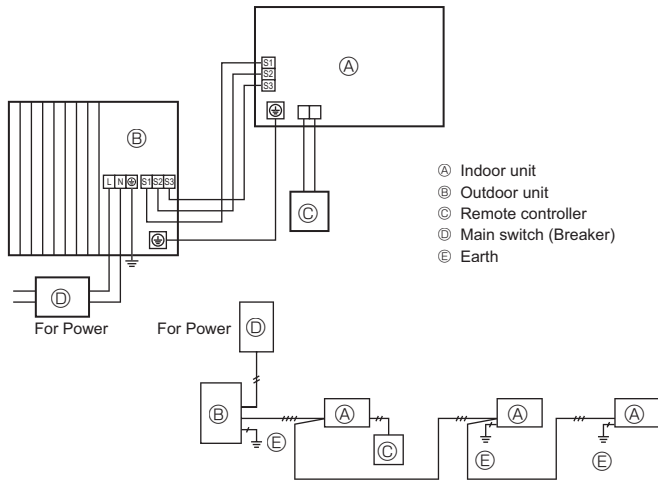 S1
S2
S3
Ⓐ
Ⓑ
L N S1 S2 S3
Ⓒ
Ⓐ Indoor unit
Ⓑ Outdoor unit
Ⓒ Remote controller
Ⓓ Main switch (Breaker)
Ⓔ Earth
Ⓓ
For Power
For Power Ⓓ
Ⓑ Ⓐ Ⓐ Ⓐ
Ⓔ Ⓒ
Ⓔ Ⓔ